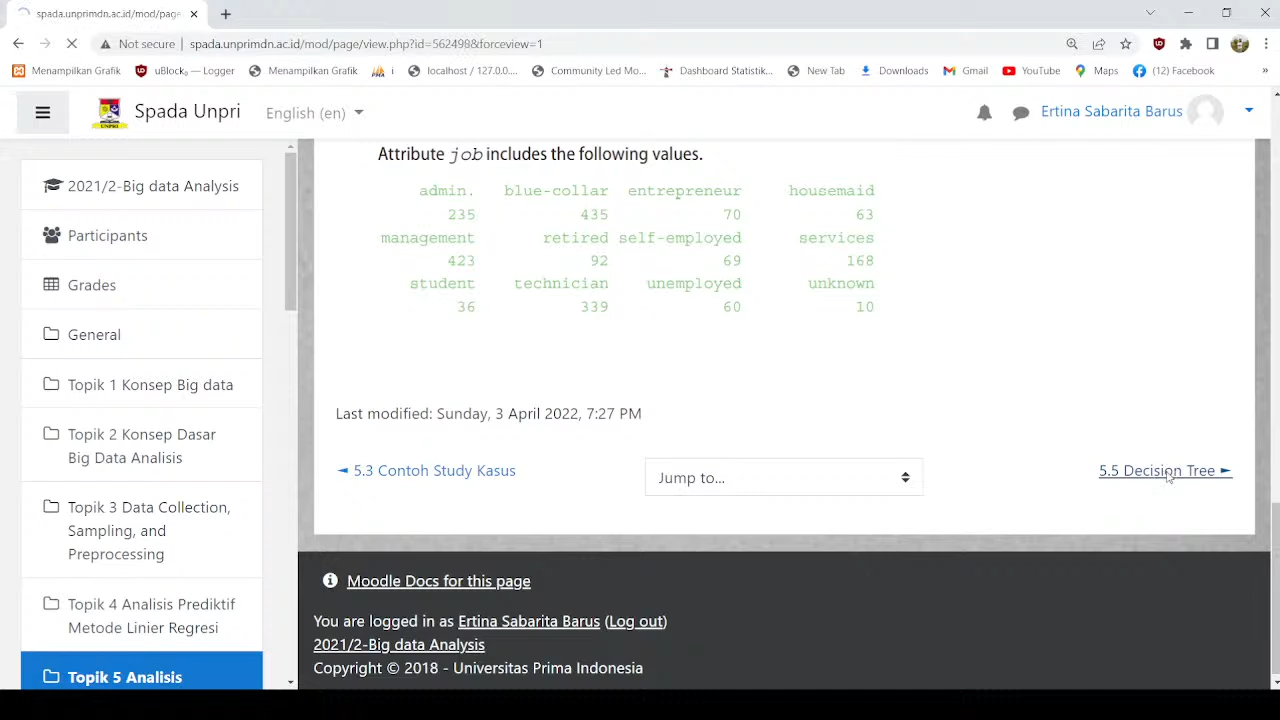 spada.unprimdn.ac.id/mod/page
Not secure
spada.unprimdn.ac.id/mod/page/view.php?id=562498&forceview=1
Menampilkan Grafik
uBlock₀ — Logger
Menampilkan Grafik
i
localhost / 127.0.0....
Community Led Mo...
Dashboard Statistik...
New Tab
Downloads
Gmail
YouTube
Maps
(12) Facebook
»
Spada Unpri
English (en)
Ertina Sabarita Barus
2021/2-Big data Analysis
Participants
Grades
General
Topik 1 Konsep Big data
Topik 2 Konsep Dasar
Big Data Analisis
Topik 3 Data Collection,
Sampling, and
Preprocessing
Topik 4 Analisis Prediktif
Metode Linier Regresi
Topik 5 Analisis
Attribute job includes the following values.
admin. blue-collar entrepreneur housemaid
235 435 70 63
management retired self-employed services
423 92 69 168
student technician unemployed unknown
36 339 60 10
Last modified: Sunday, 3 April 2022, 7:27 PM
◄ 5.3 Contoh Study Kasus
Jump to...
5.5 Decision Tree ►
Moodle Docs for this page
You are logged in as Ertina Sabarita Barus (Log out)
2021/2-Big data Analysis
Copyright © 2018 - Universitas Prima Indonesia